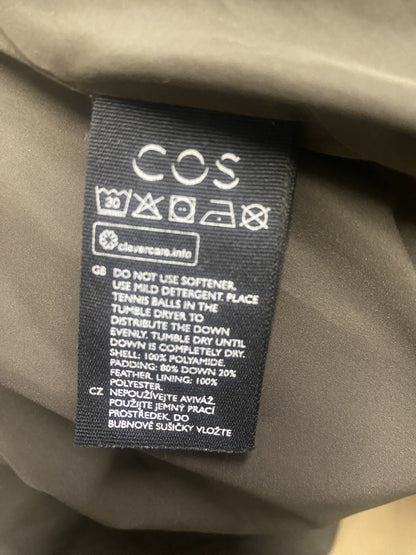 COS
30
clevercare.info
GB DO NOT USE SOFTENER.
USE MILD DETERGENT. PLACE
TENNIS BALLS IN THE
TUMBLE DRYER TO
DISTRIBUTE THE DOWN
EVENLY. TUMBLE DRY UNTIL
DOWN IS COMPLETELY DRY.
SHELL: 100% POLYAMIDE.
PADDING: 80% DOWN 20%
FEATHER. LINING: 100%
POLYESTER.
CZ NEPOUŽÍVEJTE AVIVÁŽ.
POUŽIJTE JEMNÝ PRACÍ
PROSTŘEDEK. DO
BUBNOVÉ SUŠIČKY VLOŽTE